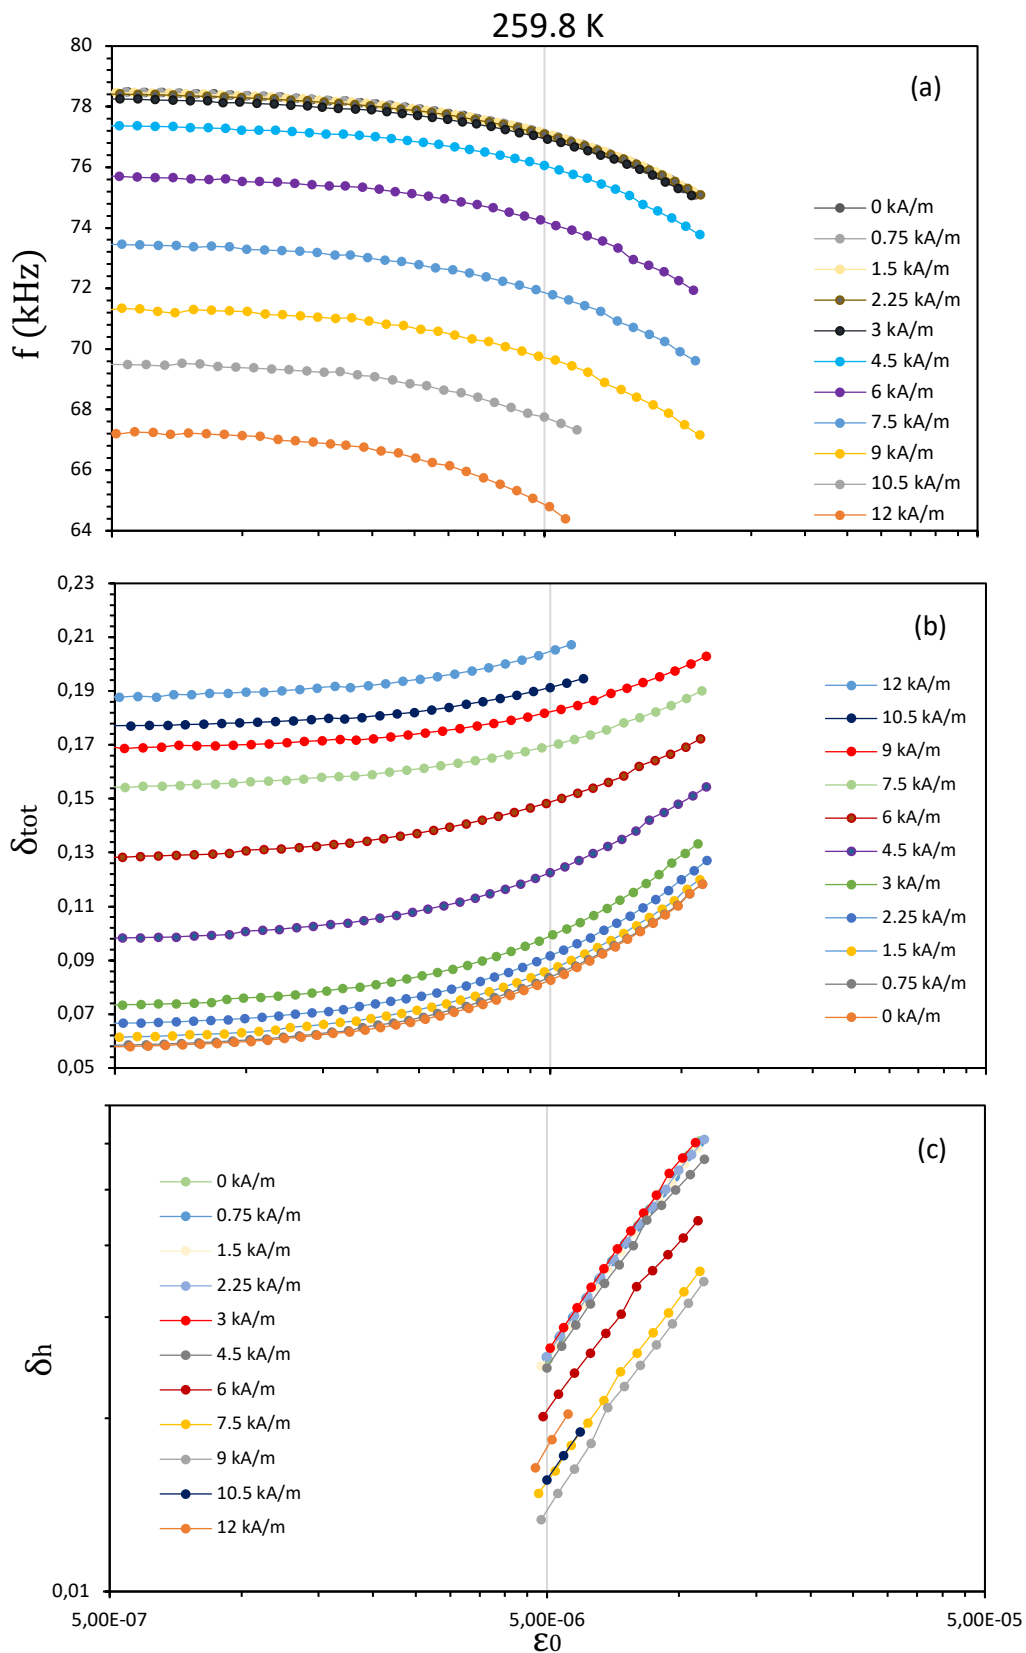 259.8 K
80
78
76
74
72
70
68
66
64
f (kHz)
(a)
0 kA/m
0.75 kA/m
1.5 kA/m
2.25 kA/m
3 kA/m
4.5 kA/m
6 kA/m
7.5 kA/m
9 kA/m
10.5 kA/m
12 kA/m
0,23
0,21
0,19
0,17
0,15
0,13
0,11
0,09
0,07
0,05
δtot
(b)
12 kA/m
10.5 kA/m
9 kA/m
7.5 kA/m
6 kA/m
4.5 kA/m
3 kA/m
2.25 kA/m
1.5 kA/m
0.75 kA/m
0 kA/m
(c)
δh
0 kA/m
0.75 kA/m
1.5 kA/m
2.25 kA/m
3 kA/m
4.5 kA/m
6 kA/m
7.5 kA/m
9 kA/m
10.5 kA/m
12 kA/m
0,01
5,00E-07 5,00E-06 5,00E-05
ε0